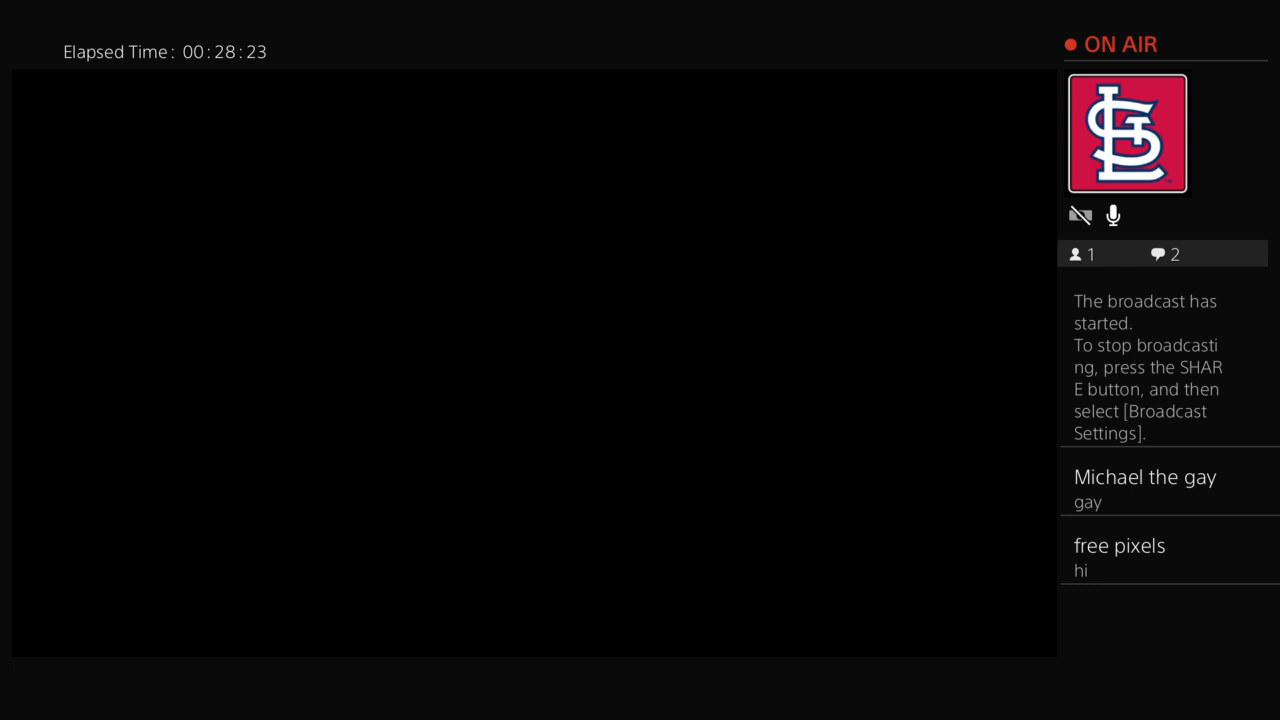 Elapsed Time: 00:28:23
ON AIR
STL
1 2
The broadcast has
started.
To stop broadcasti
ng, press the SHAR
E button, and then
select [Broadcast
Settings].
Michael the gay
gay
free pixels
hi